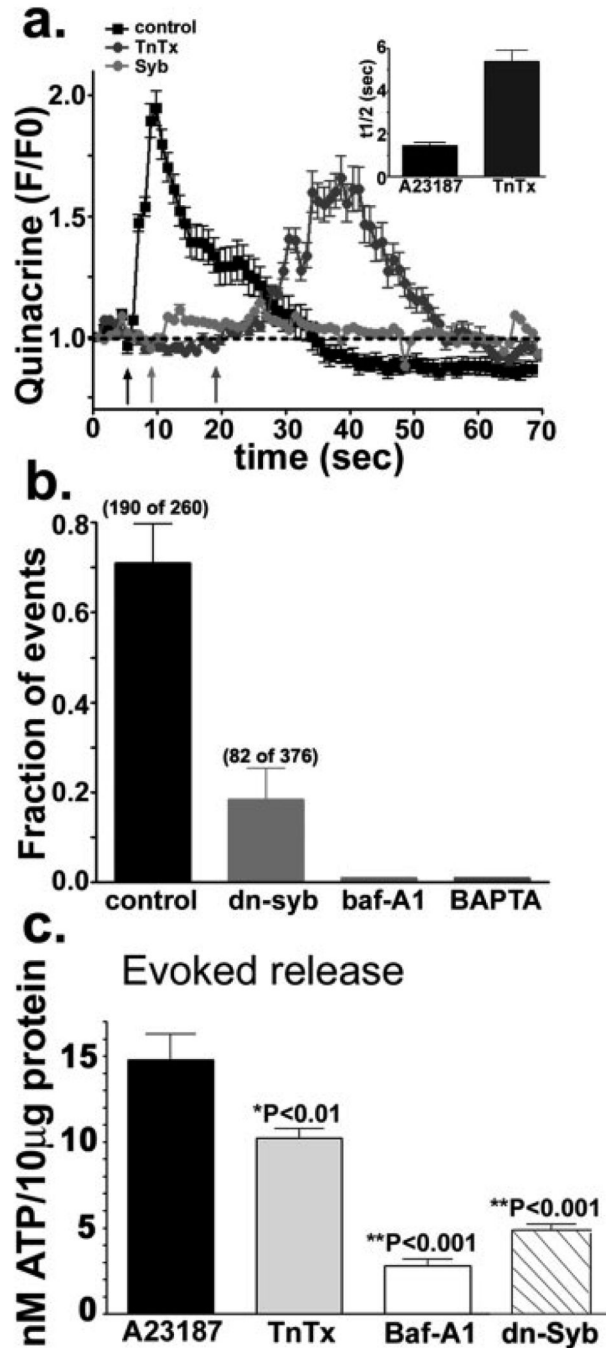 a.
control
TnTx
Syb
Quinacrine (F/F0)
2.0
1.5
1.0
0 10 20 30 40 50 60 70
time (sec)
t1/2 (sec)
6
4
2
0
A23187 TnTx
b.
(190 of 260)
(82 of 376)
Fraction of events
0.8
0.6
0.4
0.2
0.0
control dn-syb baf-A1 BAPTA
c.
Evoked release
nM ATP/10µg protein
15
10
5
0
*P<0.01
**P<0.001
**P<0.001
A23187 TnTx Baf-A1 dn-Syb